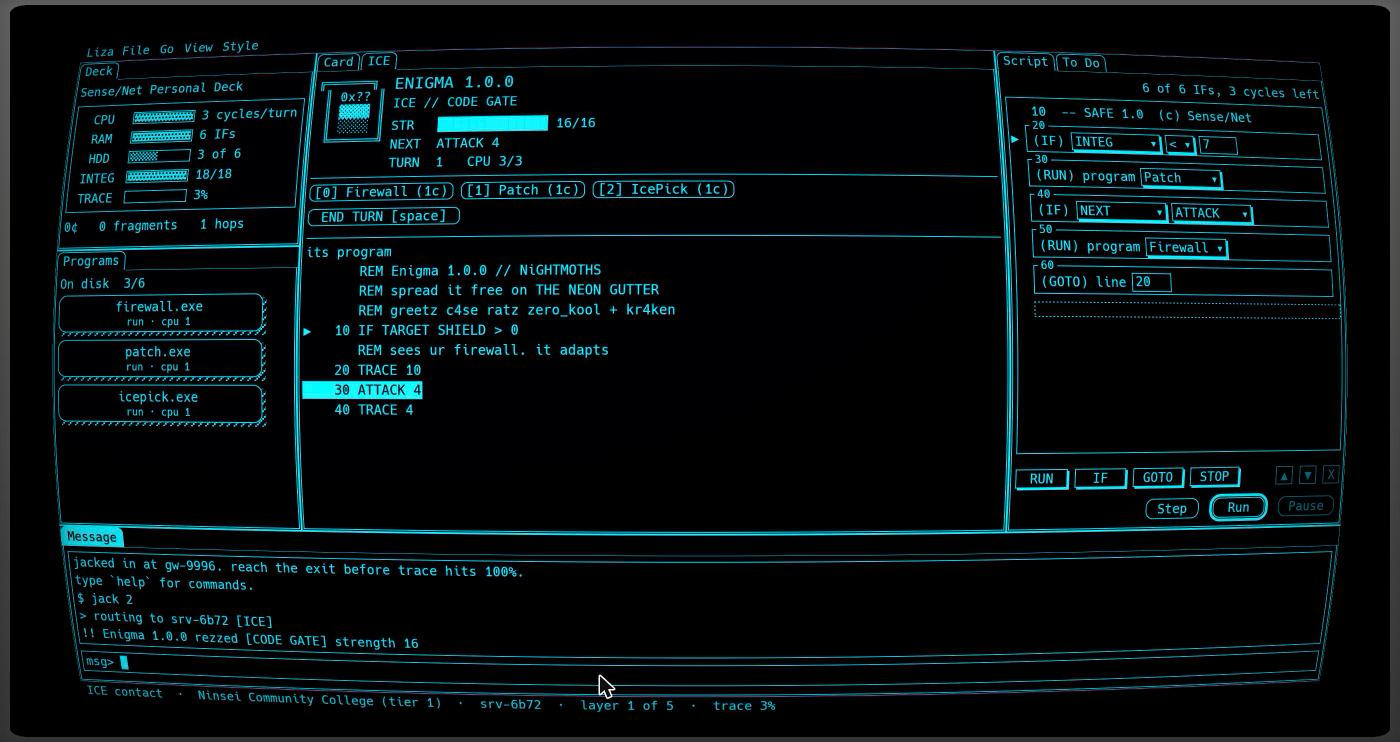 Liza File Go View Style
Deck
Sense/Net Personal Deck
CPU 3 cycles/turn
RAM 6 IFs
HDD 3 of 6
INTEG 18/18
TRACE 3%
0¢ 0 fragments 1 hops
Programs
On disk 3/6
firewall.exe
run · cpu 1
patch.exe
run · cpu 1
icepick.exe
run · cpu 1
Card ICE
0x??
ENIGMA 1.0.0
ICE // CODE GATE
STR 16/16
NEXT ATTACK 4
TURN 1 CPU 3/3
[0] Firewall (1c) [1] Patch (1c) [2] IcePick (1c)
END TURN [space]
its program
REM Enigma 1.0.0 // NiGHTMOTHS
REM spread it free on THE NEON GUTTER
REM greetz c4se ratz zero_kool + kr4ken
▶ 10 IF TARGET SHIELD > 0
REM sees ur firewall. it adapts
20 TRACE 10
30 ATTACK 4
40 TRACE 4
Script To Do
6 of 6 IFs, 3 cycles left
10 -- SAFE 1.0 (c) Sense/Net
20
▶ (IF) INTEG ▾ < ▾ 7
30
(RUN) program Patch ▾
40
(IF) NEXT ▾ ATTACK ▾
50
(RUN) program Firewall ▾
60
(GOTO) line 20
RUN IF GOTO STOP ▲ ▼ X
Step Run Pause
Message
jacked in at gw-9996. reach the exit before trace hits 100%.
type `help` for commands.
$ jack 2
> routing to srv-6b72 [ICE]
!! Enigma 1.0.0 rezzed [CODE GATE] strength 16
msg>
ICE contact · Ninsei Community College (tier 1) · srv-6b72 · layer 1 of 5 · trace 3%